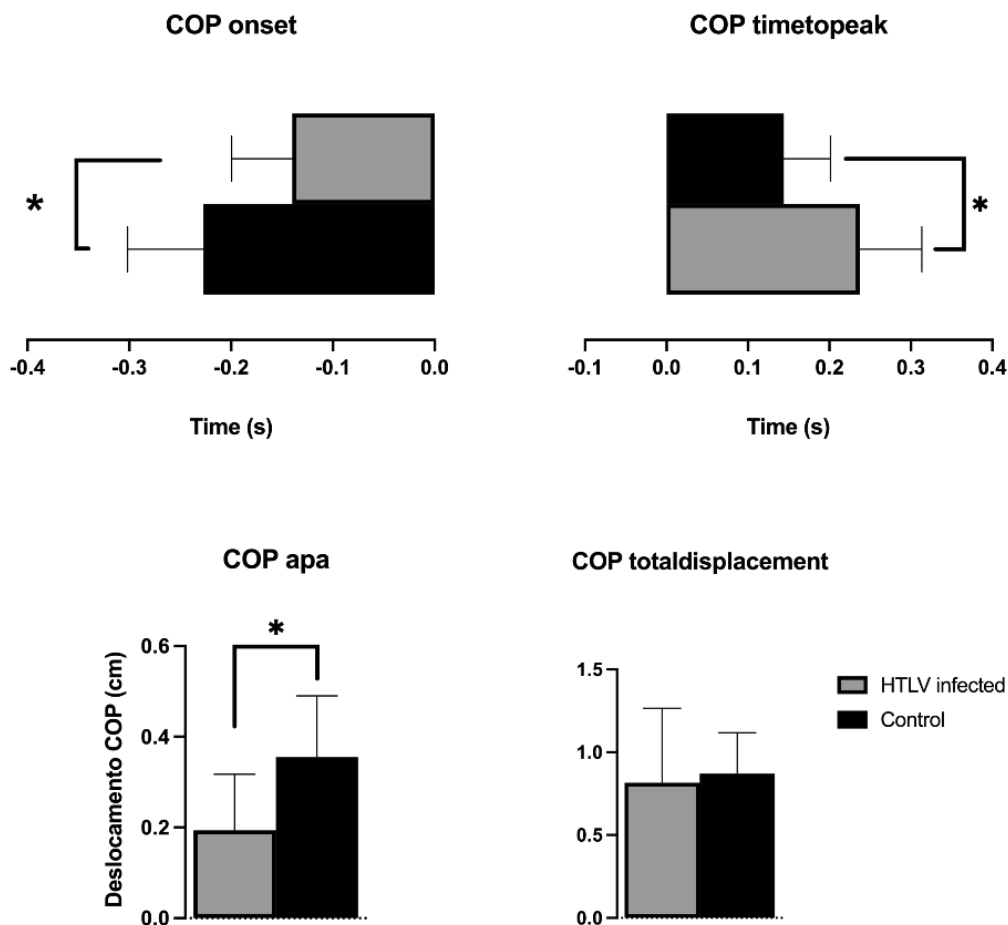 COP onset
COP timetopeak
*
*
-0.4 -0.3 -0.2 -0.1 0.0
-0.1 0.0 0.1 0.2 0.3 0.4
Time (s)
Time (s)
COP apa
COP totaldisplacement
*
Deslocamento COP (cm)
0.6
0.4
0.2
0.0
1.5
1.0
0.5
0.0
HTLV infected
Control